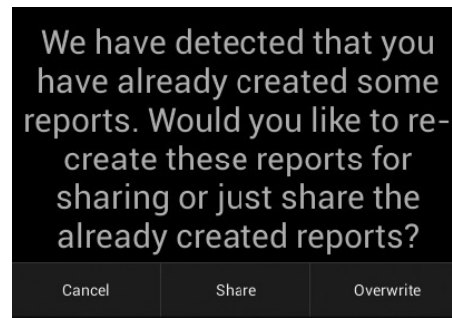 We have detected that you
have already created some
reports. Would you like to re-
create these reports for
sharing or just share the
already created reports?
Cancel Share Overwrite